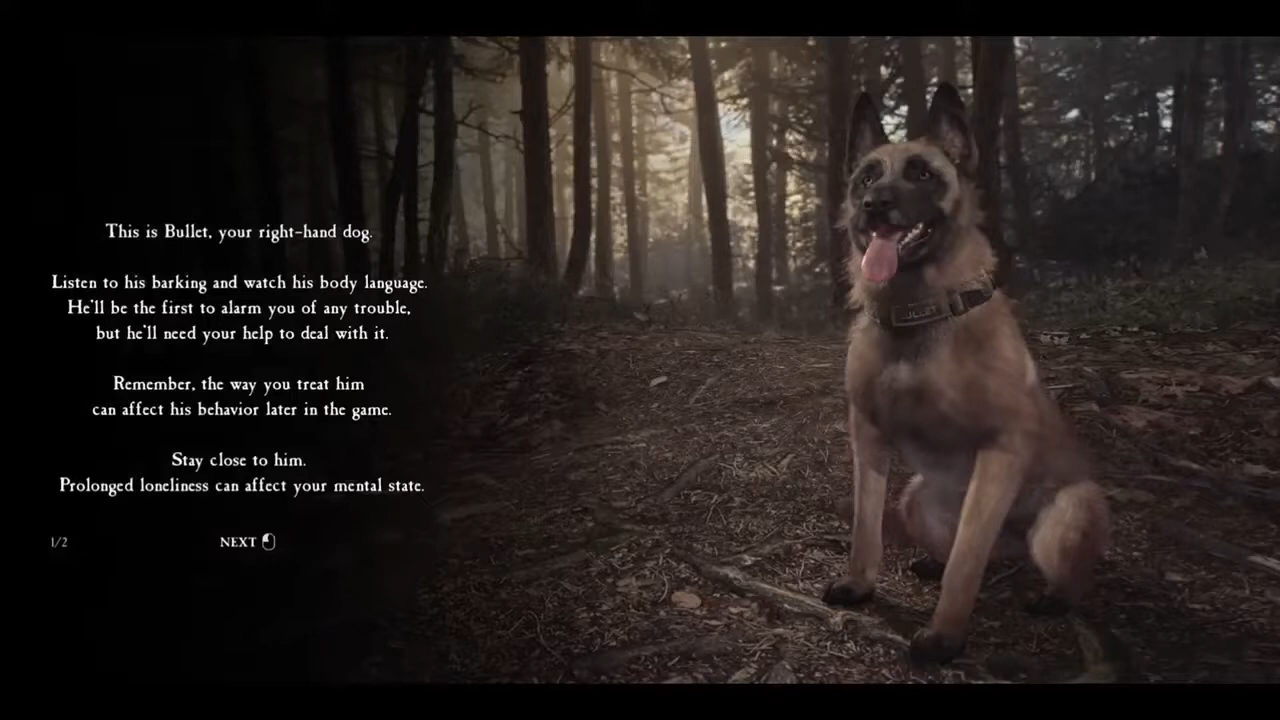 This is Bullet, your right-hand dog.
Listen to his barking and watch his body language.
He'll be the first to alarm you of any trouble,
but he'll need your help to deal with it.
Remember, the way you treat him
can affect his behavior later in the game.
Stay close to him.
Prolonged loneliness can affect your mental state.
1/2
NEXT